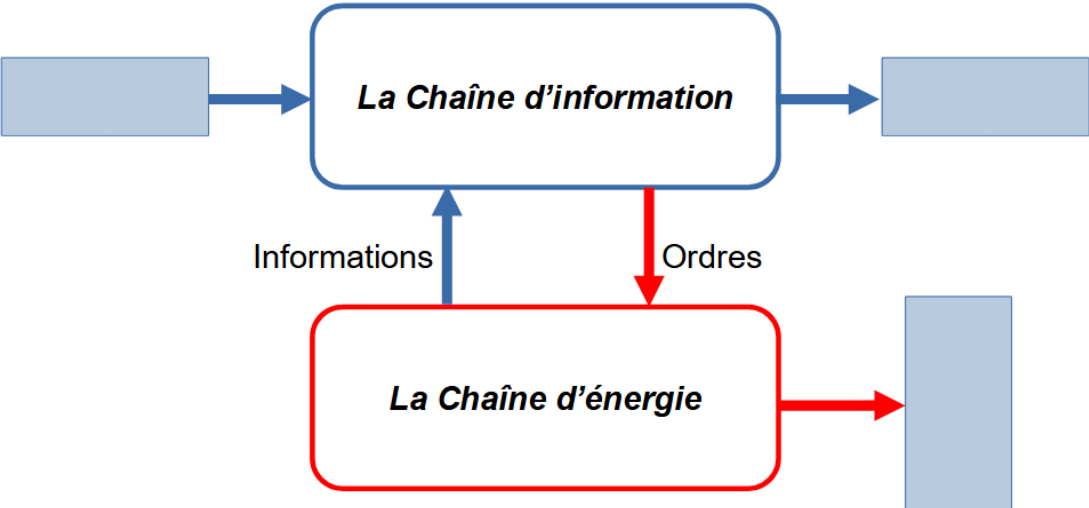 La Chaîne d’information
Informations
Ordres
La Chaîne d’énergie